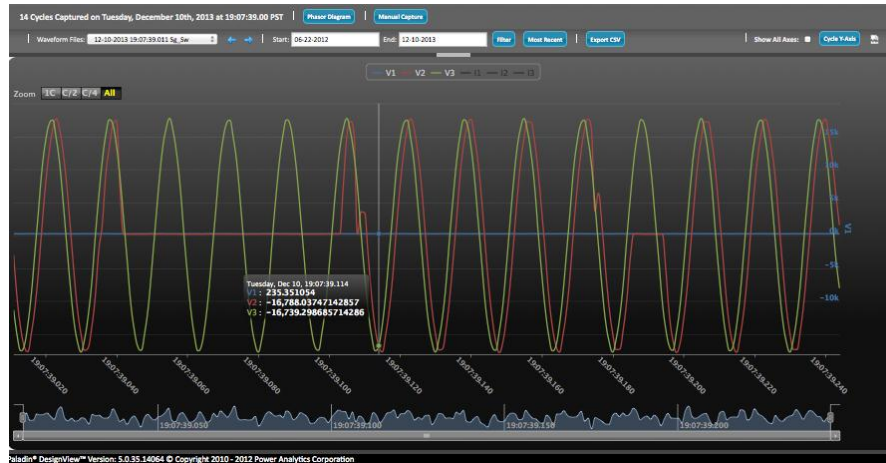 14 Cycles Captured on Tuesday, December 10th, 2013 at 19:07:39.00 PST | Phasor Diagram | Manual Capture
Waveform Files: 12-10-2013 19:07:39.011 Sg_Sw | Start: 06-22-2012 End: 12-10-2013 Filter Most Recent | Export CSV | Show All Axes: Cycle Y-Axis
V1 V2 V3 I1 I2 I3
Zoom 1C C/2 C/4 All
15k
10k
5k
0k
V1
-5k
-10k
Tuesday, Dec 10, 19:07:39.114
V1 : 235.351054
V2 : -16,788.03747142857
V3 : -16,739.298685714286
19:07:39.020 19:07:39.040 19:07:39.060 19:07:39.080 19:07:39.100 19:07:39.120 19:07:39.140 19:07:39.160 19:07:39.180 19:07:39.200 19:07:39.220 19:07:39.240
19:07:39.050 19:07:39.100 19:07:39.150 19:07:39.200
Paladin® DesignView™ Version: 5.0.35.14064 © Copyright 2010 - 2012 Power Analytics Corporation